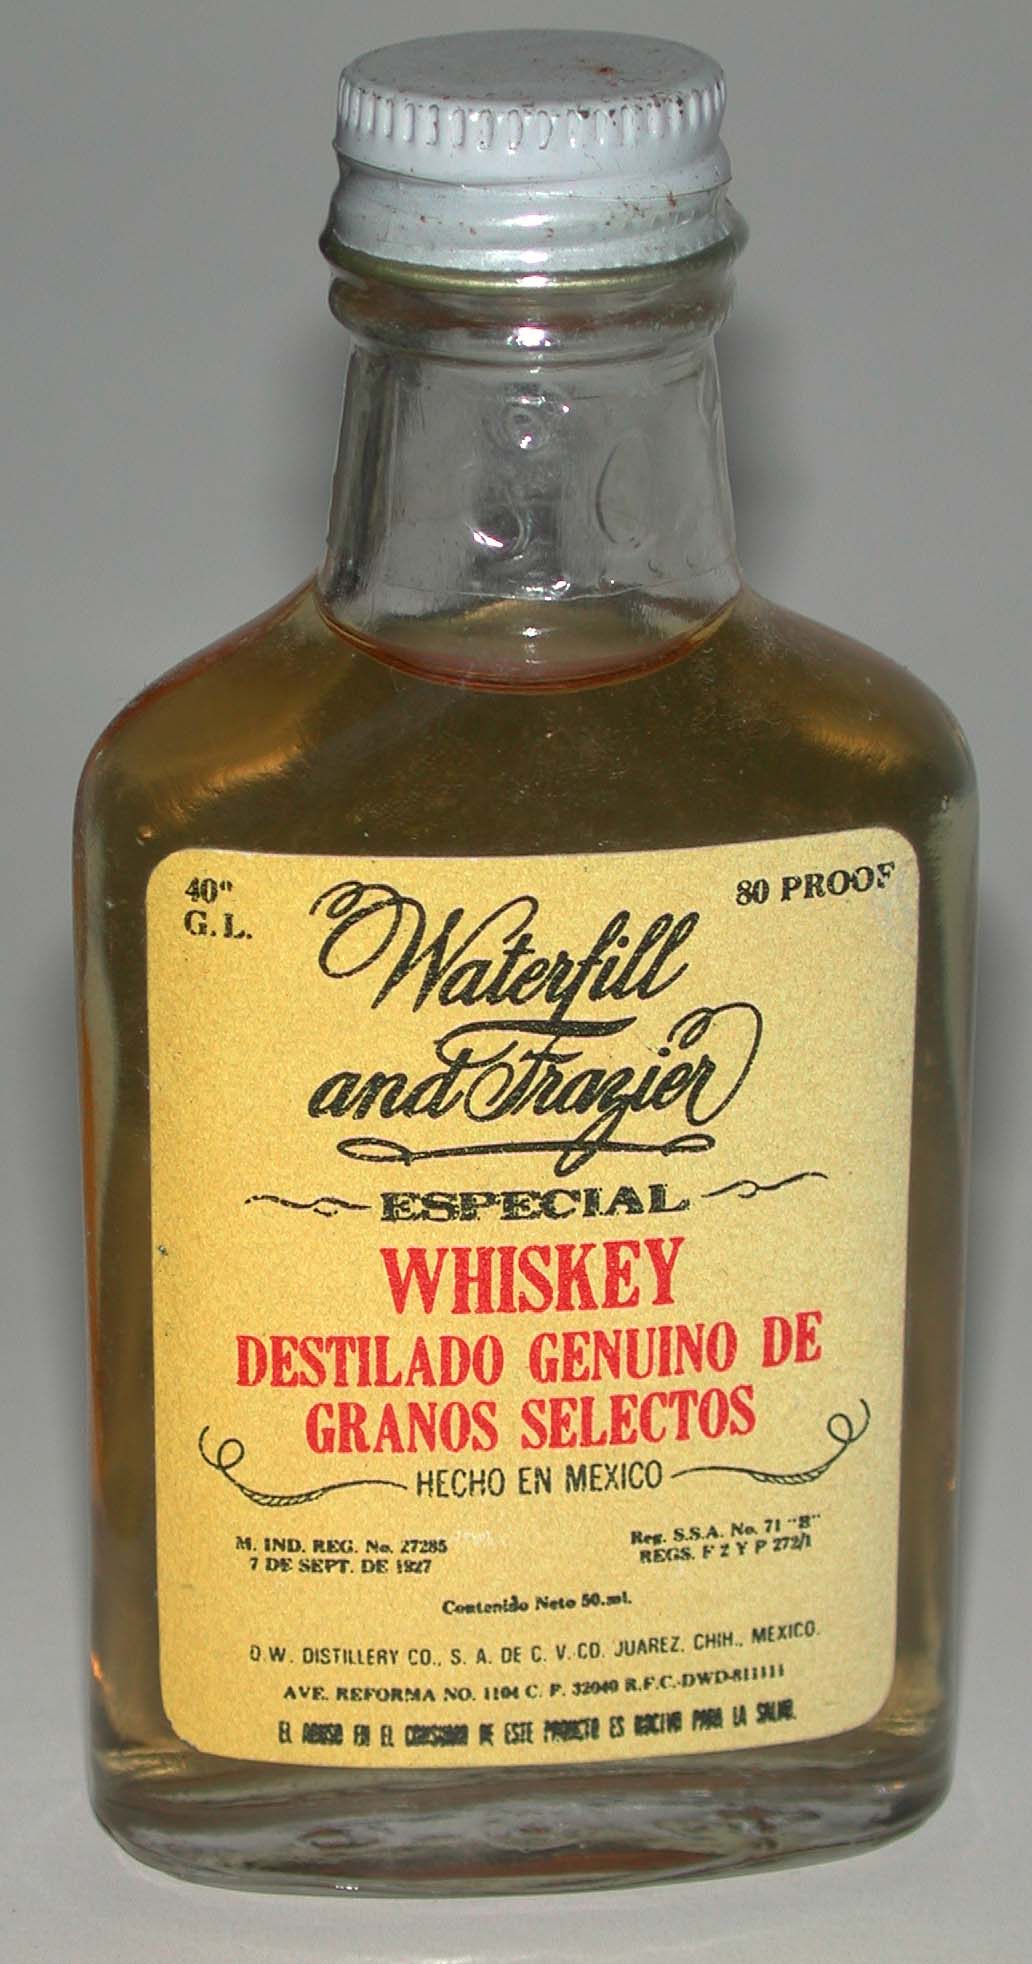 40° G.L.
80 PROOF
Waterfill
and Frazier
ESPECIAL
WHISKEY
DESTILADO GENUINO DE
GRANOS SELECTOS
HECHO EN MEXICO
M. IND. REG. No. 27285
7 DE SEPT. DE 1927
Reg. S.S.A. No. 71 "B"
REGS. F 2 Y P 272/1
Contenido Neto 50.ml.
D.W. DISTILLERY CO., S. A. DE C. V. CD. JUAREZ, CHIH., MEXICO.
AVE. REFORMA NO. 1104 C. P. 32040 R.F.C.-DWD-811111
EL ABUSO EN EL CONSUMO DE ESTE PRODUCTO ES NOCIVO PARA LA SALUD.